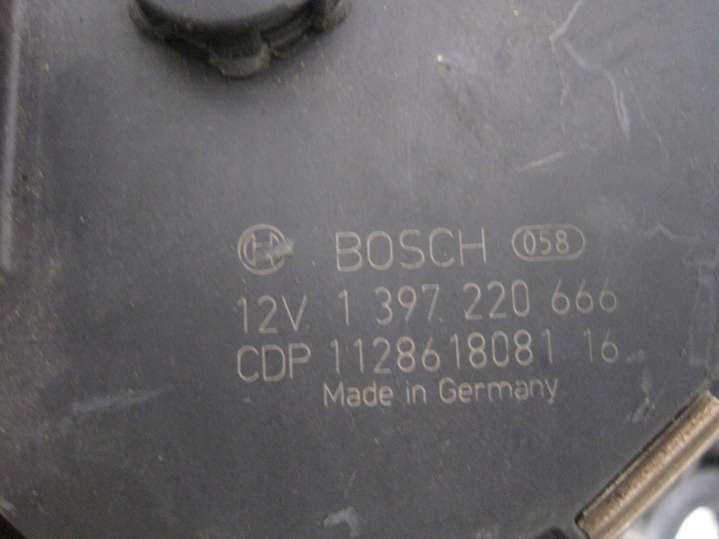 BOSCH 058
12V 1 397 220 666
CDP 1128618081 16
Made in Germany